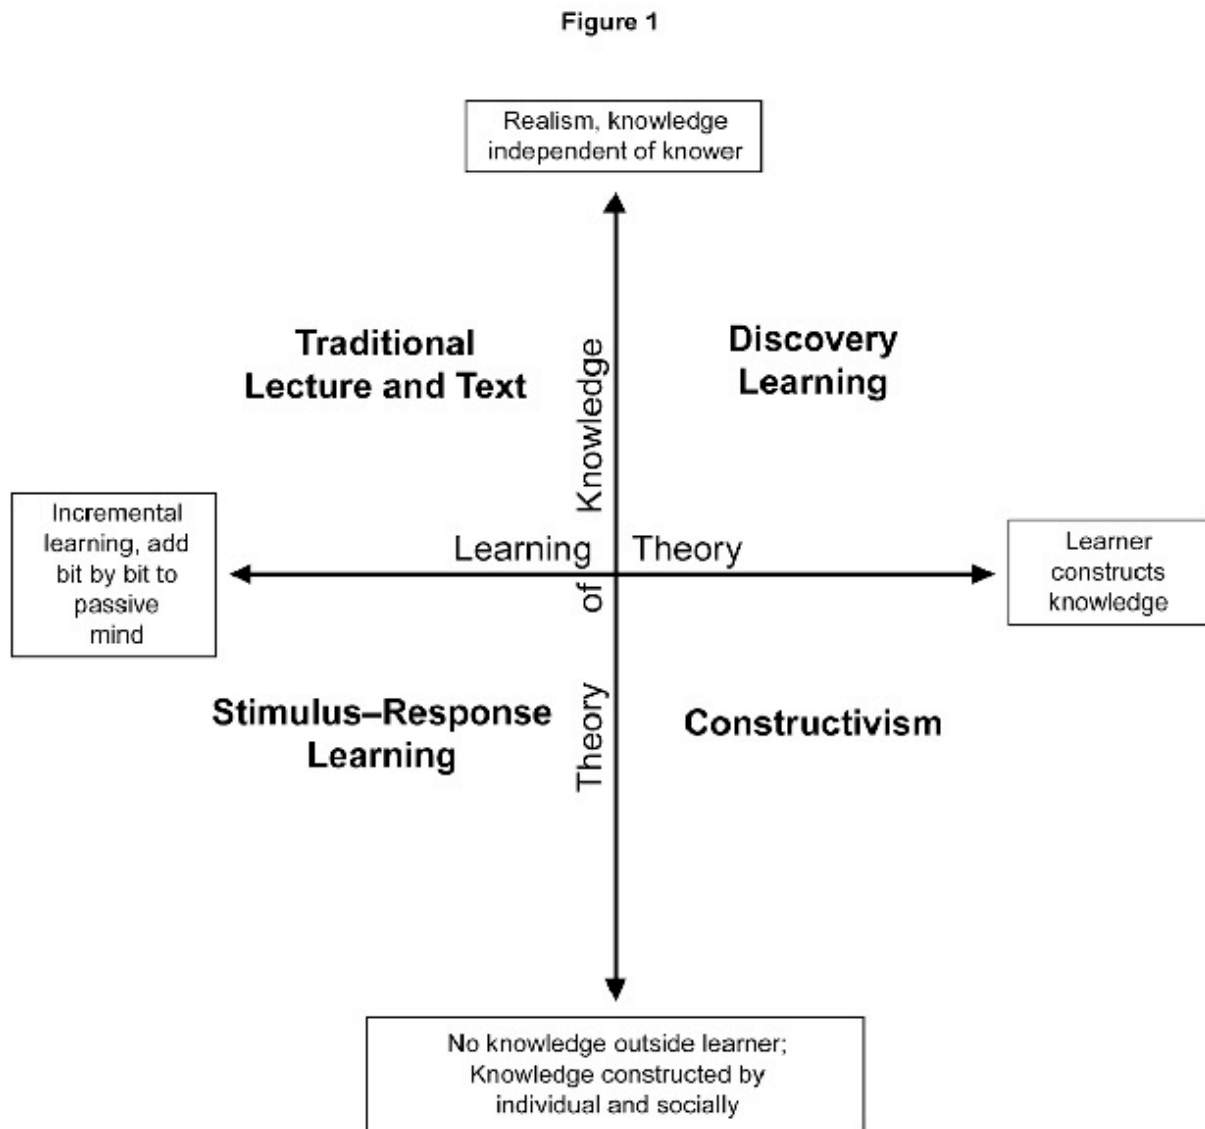 Figure 1
Realism, knowledge
independent of knower
Traditional
Lecture and Text
Discovery
Learning
Theory of Knowledge
Incremental
learning, add
bit by bit to
passive
mind
Learning Theory
Learner
constructs
knowledge
Stimulus–Response
Learning
Constructivism
No knowledge outside learner;
Knowledge constructed by
individual and socially